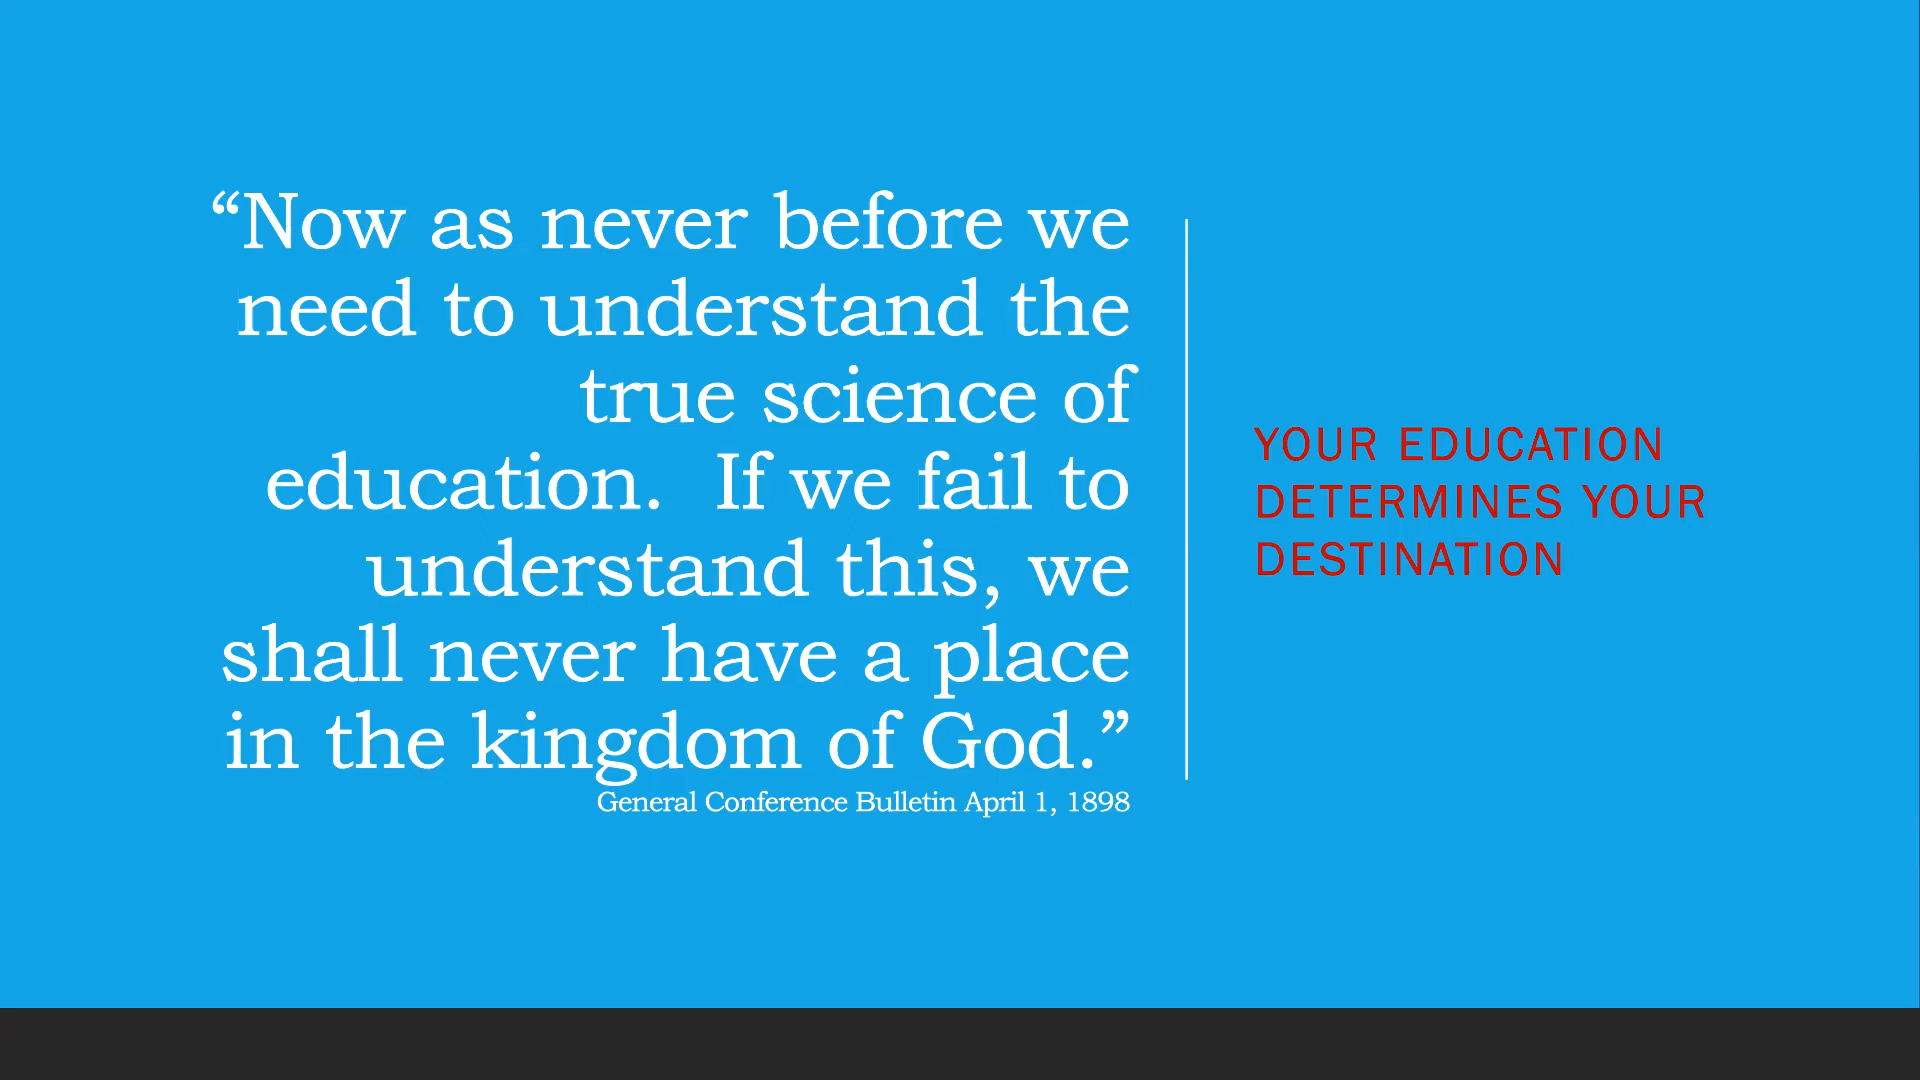 “Now as never before we
need to understand the
true science of
education.  If we fail to
understand this, we
shall never have a place
in the kingdom of God.”
General Conference Bulletin April 1, 1898
YOUR EDUCATION
DETERMINES YOUR
DESTINATION